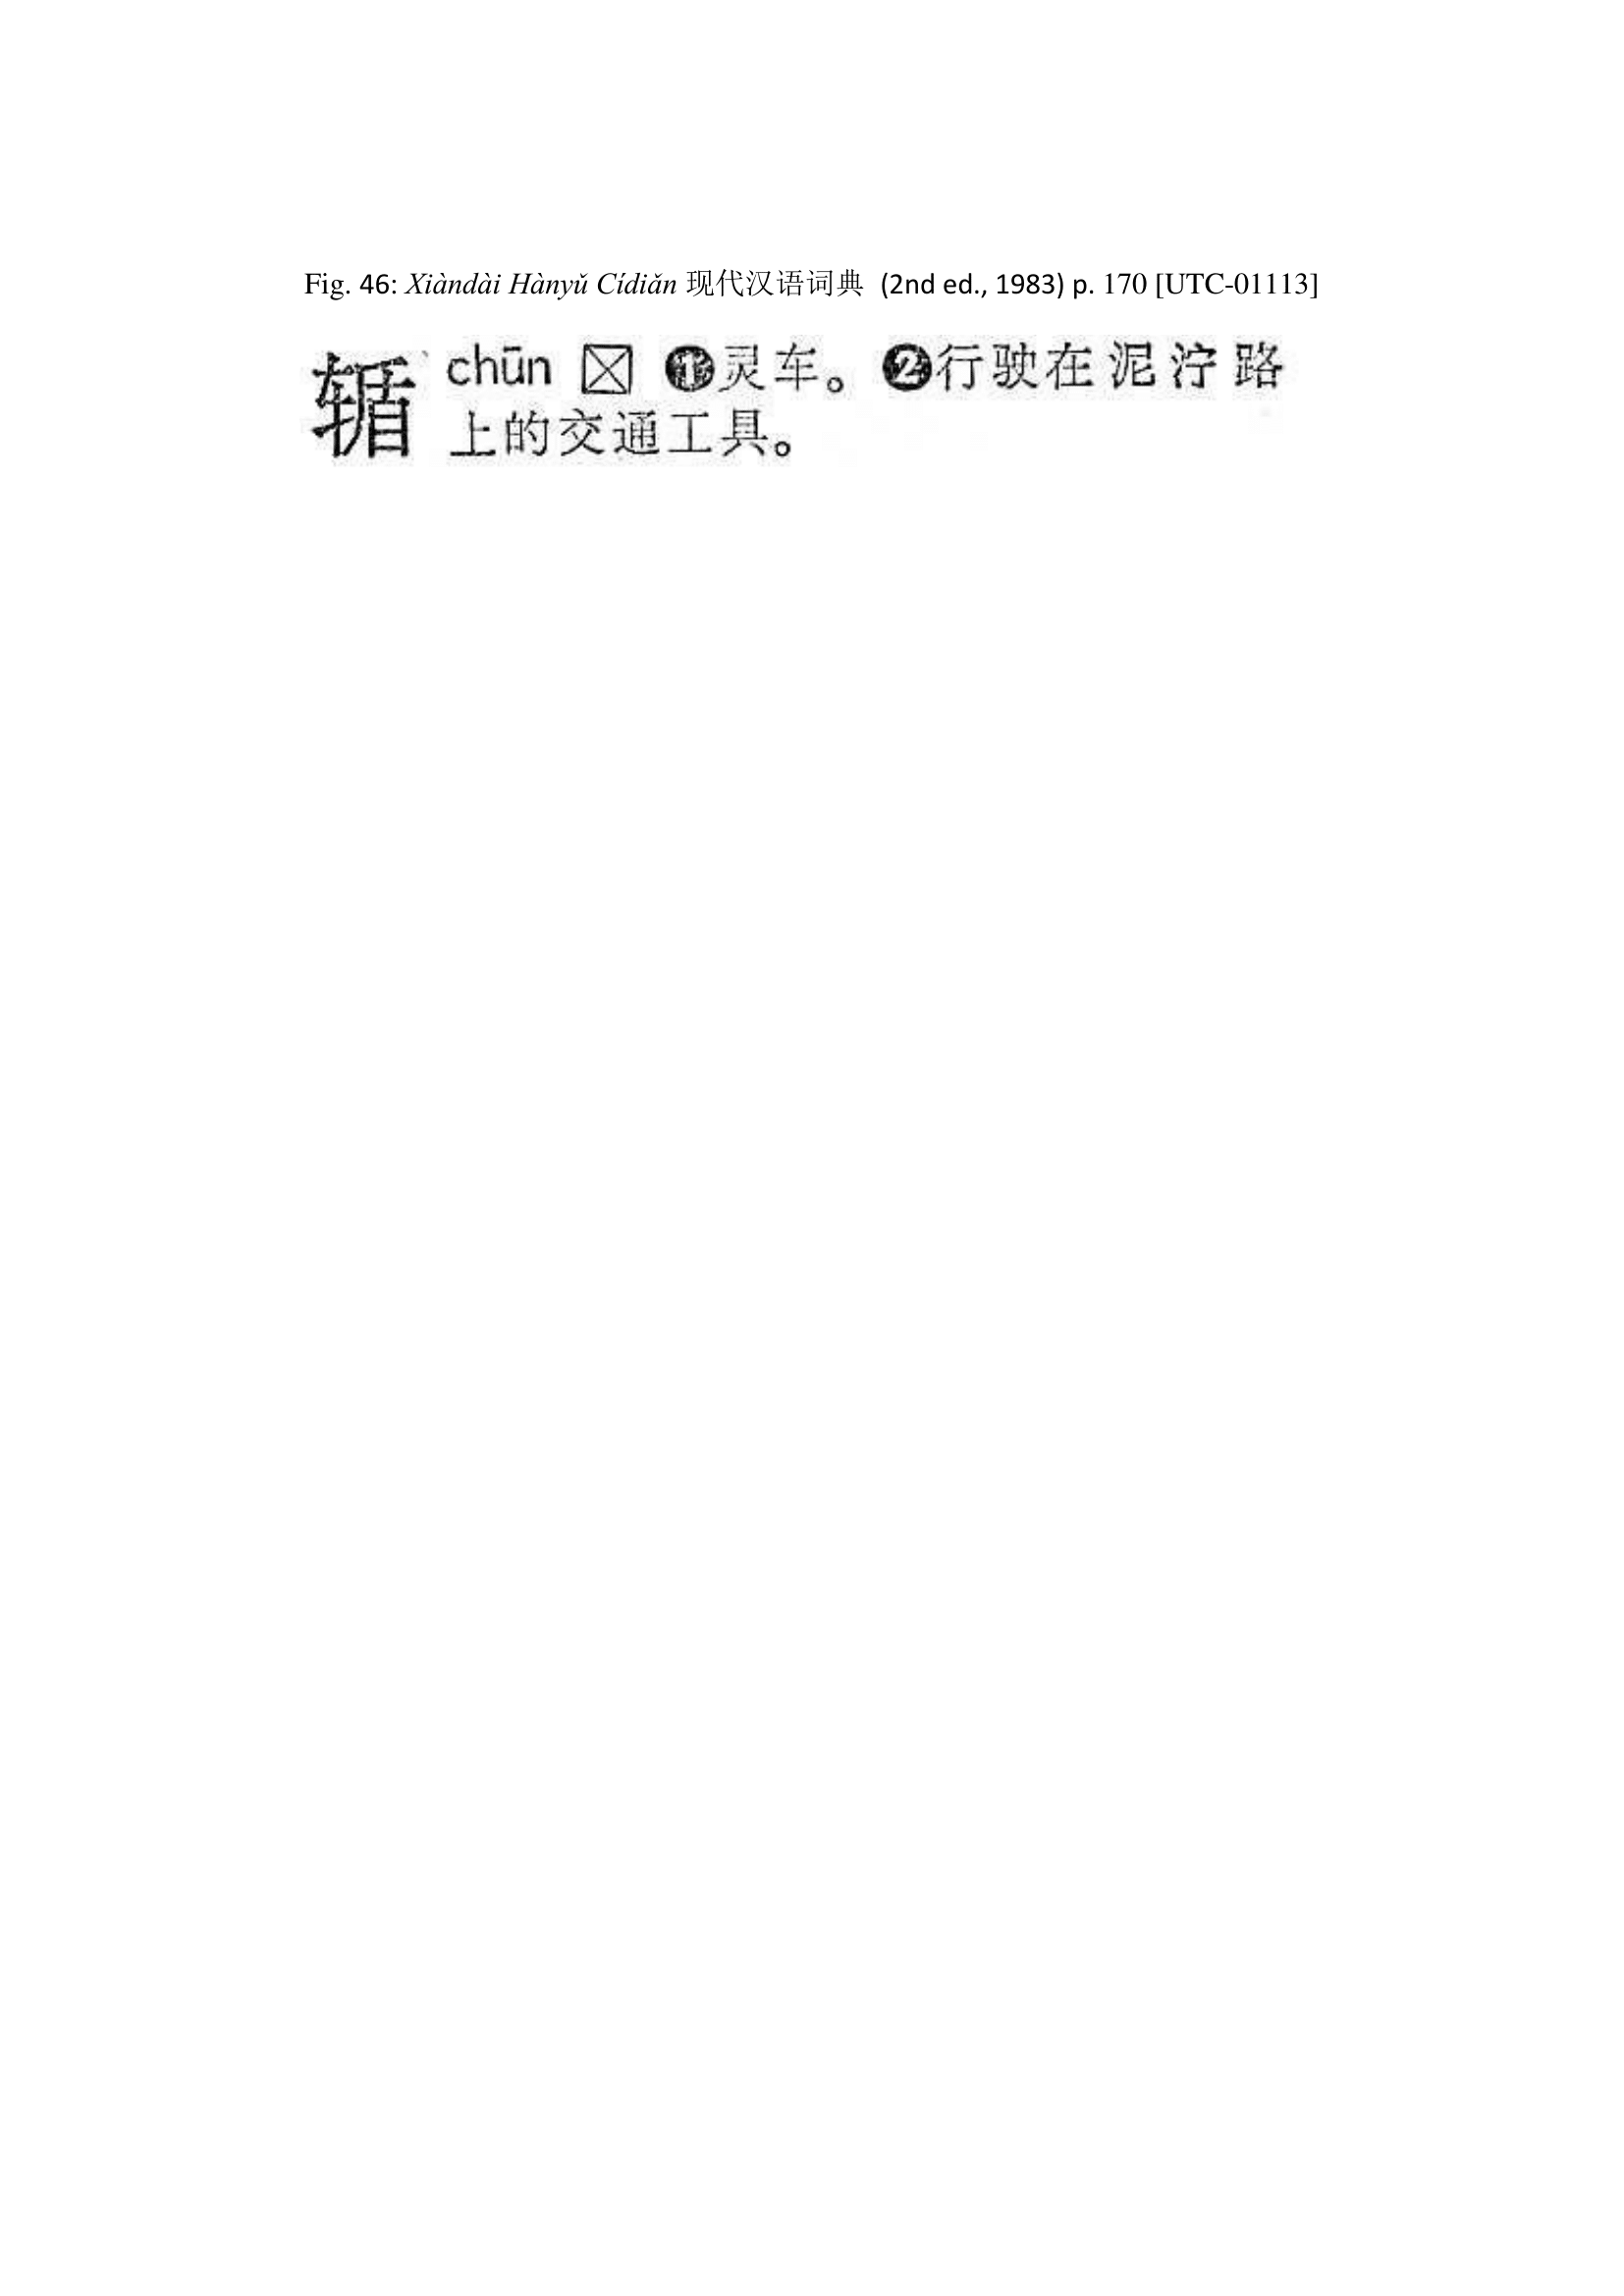 Fig. 46: Xiàndài Hànyǔ Cídiǎn 现代汉语词典 (2nd ed., 1983) p. 170 [UTC-01113]
𬨨 chūn ☒ ❶灵车。 ❷行驶在泥泞路
上的交通工具。